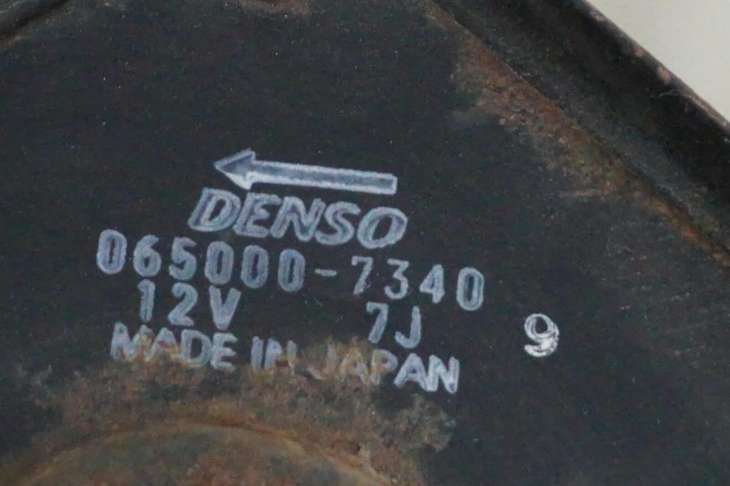 DENSO
065000-7340
12V 7J 9
MADE IN JAPAN